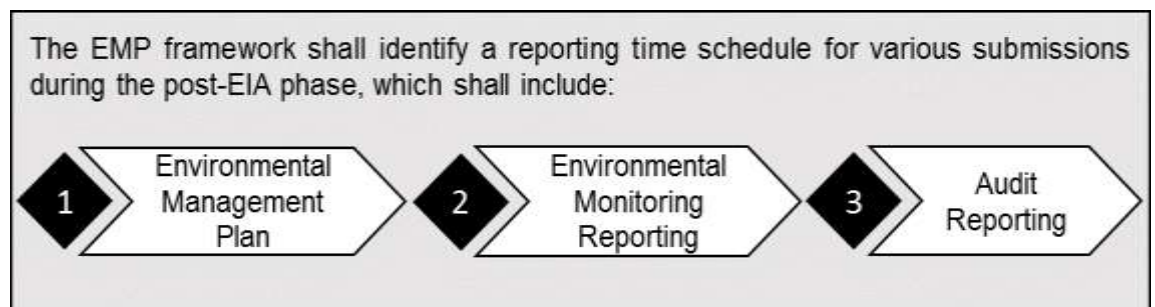 The EMP framework shall identify a reporting time schedule for various submissions
during the post-EIA phase, which shall include:
1
Environmental
Management
Plan
2
Environmental
Monitoring
Reporting
3
Audit
Reporting